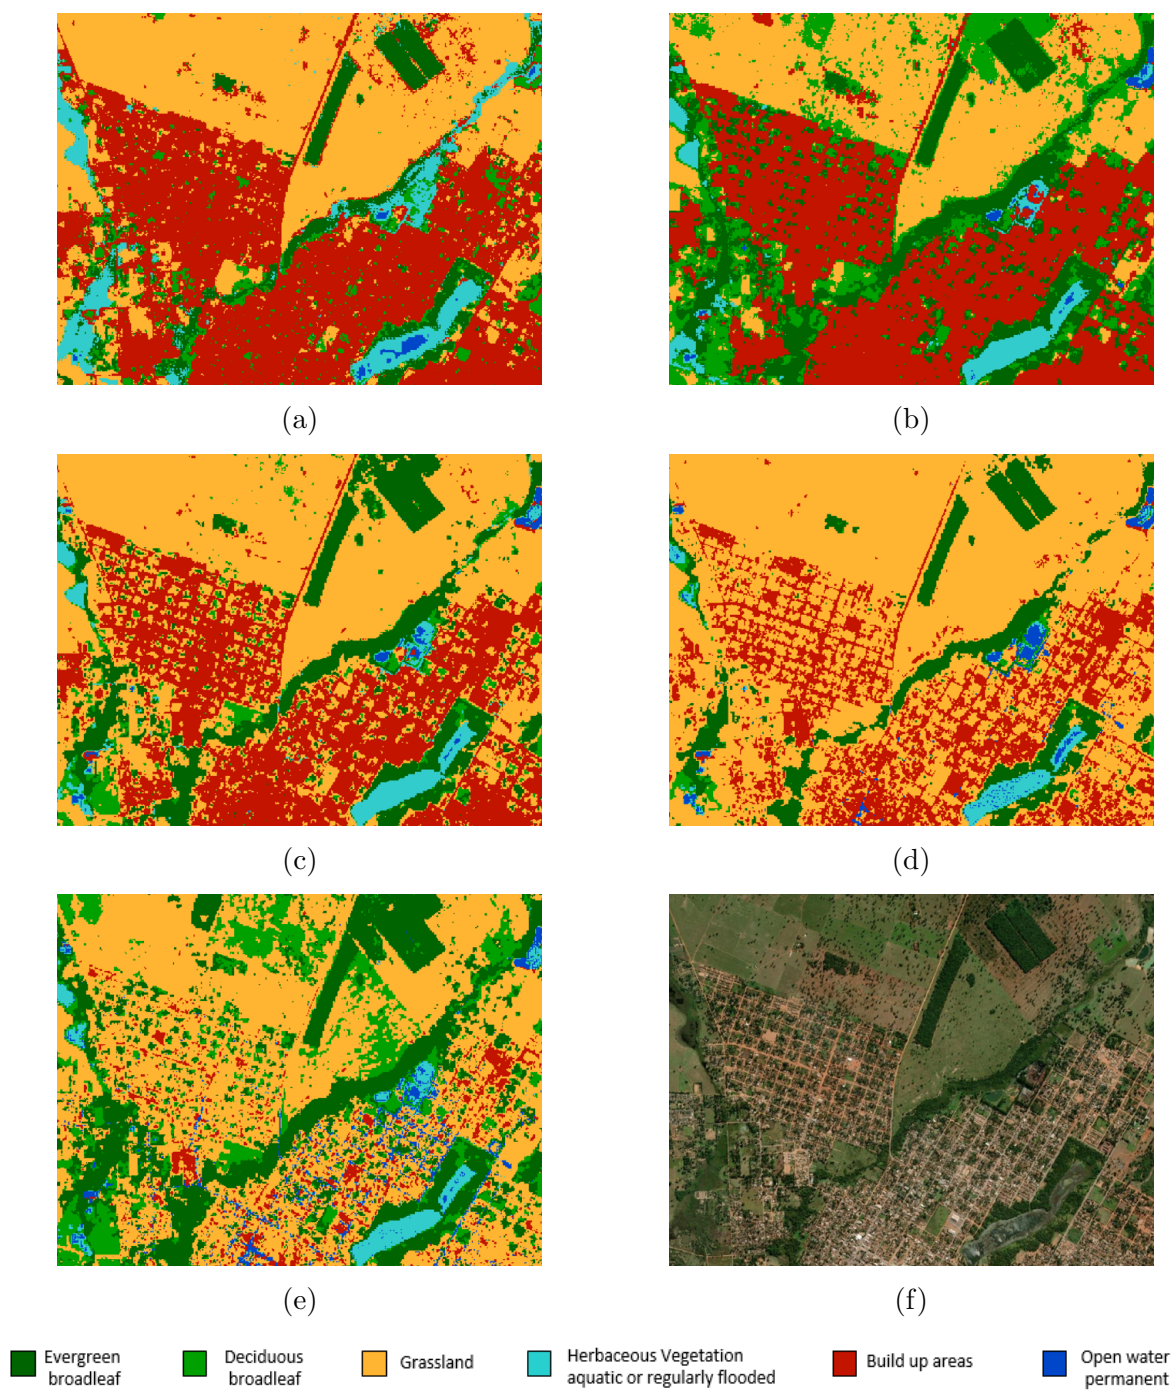 (a)
(b)
(c)
(d)
(e)
(f)
Evergreen
broadleaf
Deciduous
broadleaf
Grassland
Herbaceous Vegetation
aquatic or regularly flooded
Build up areas
Open water
permanent